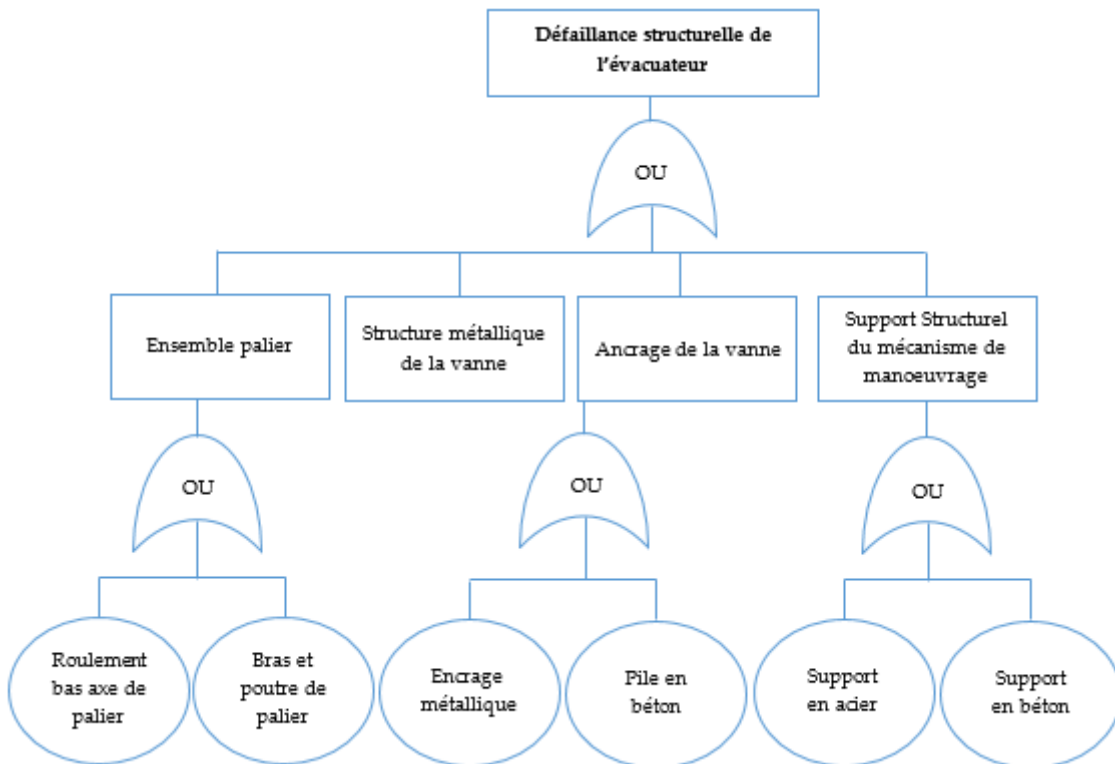 Défaillance structurelle de
l'évacuateur
OU
Ensemble palier
Structure métallique
de la vanne
Ancrage de la vanne
Support Structurel
du mécanisme de
manoeuvrage
OU
OU
OU
Roulement
bas axe de
palier
Bras et
poutre de
palier
Encrage
métallique
Pile en
béton
Support
en acier
Support
en béton